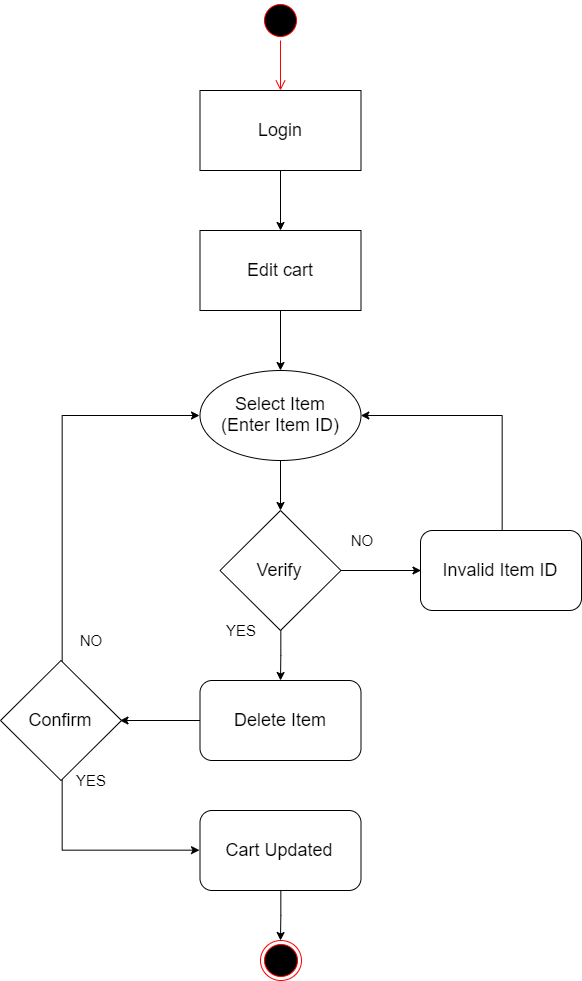 Login
Edit cart
Select Item
(Enter Item ID)
NO
Verify
Invalid Item ID
YES
NO
Confirm
Delete Item
YES
Cart Updated